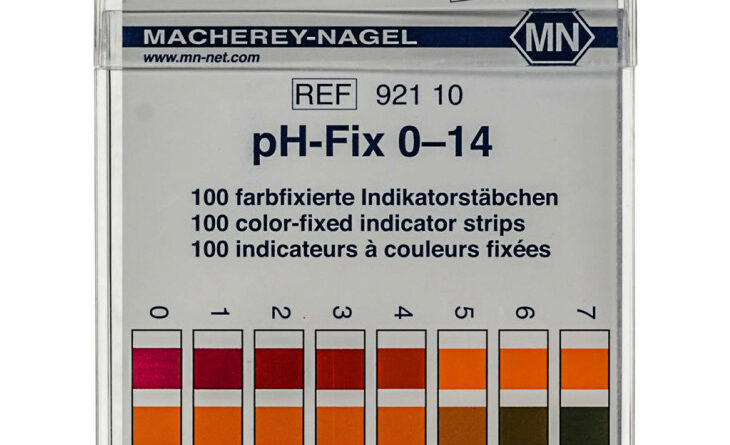 MACHEREY-NAGEL MN
www.mn-net.com
REF 921 10
pH-Fix 0–14
100 farbfixierte Indikatorstäbchen
100 color-fixed indicator strips
100 indicateurs à couleurs fixées
0 1 2 3 4 5 6 7